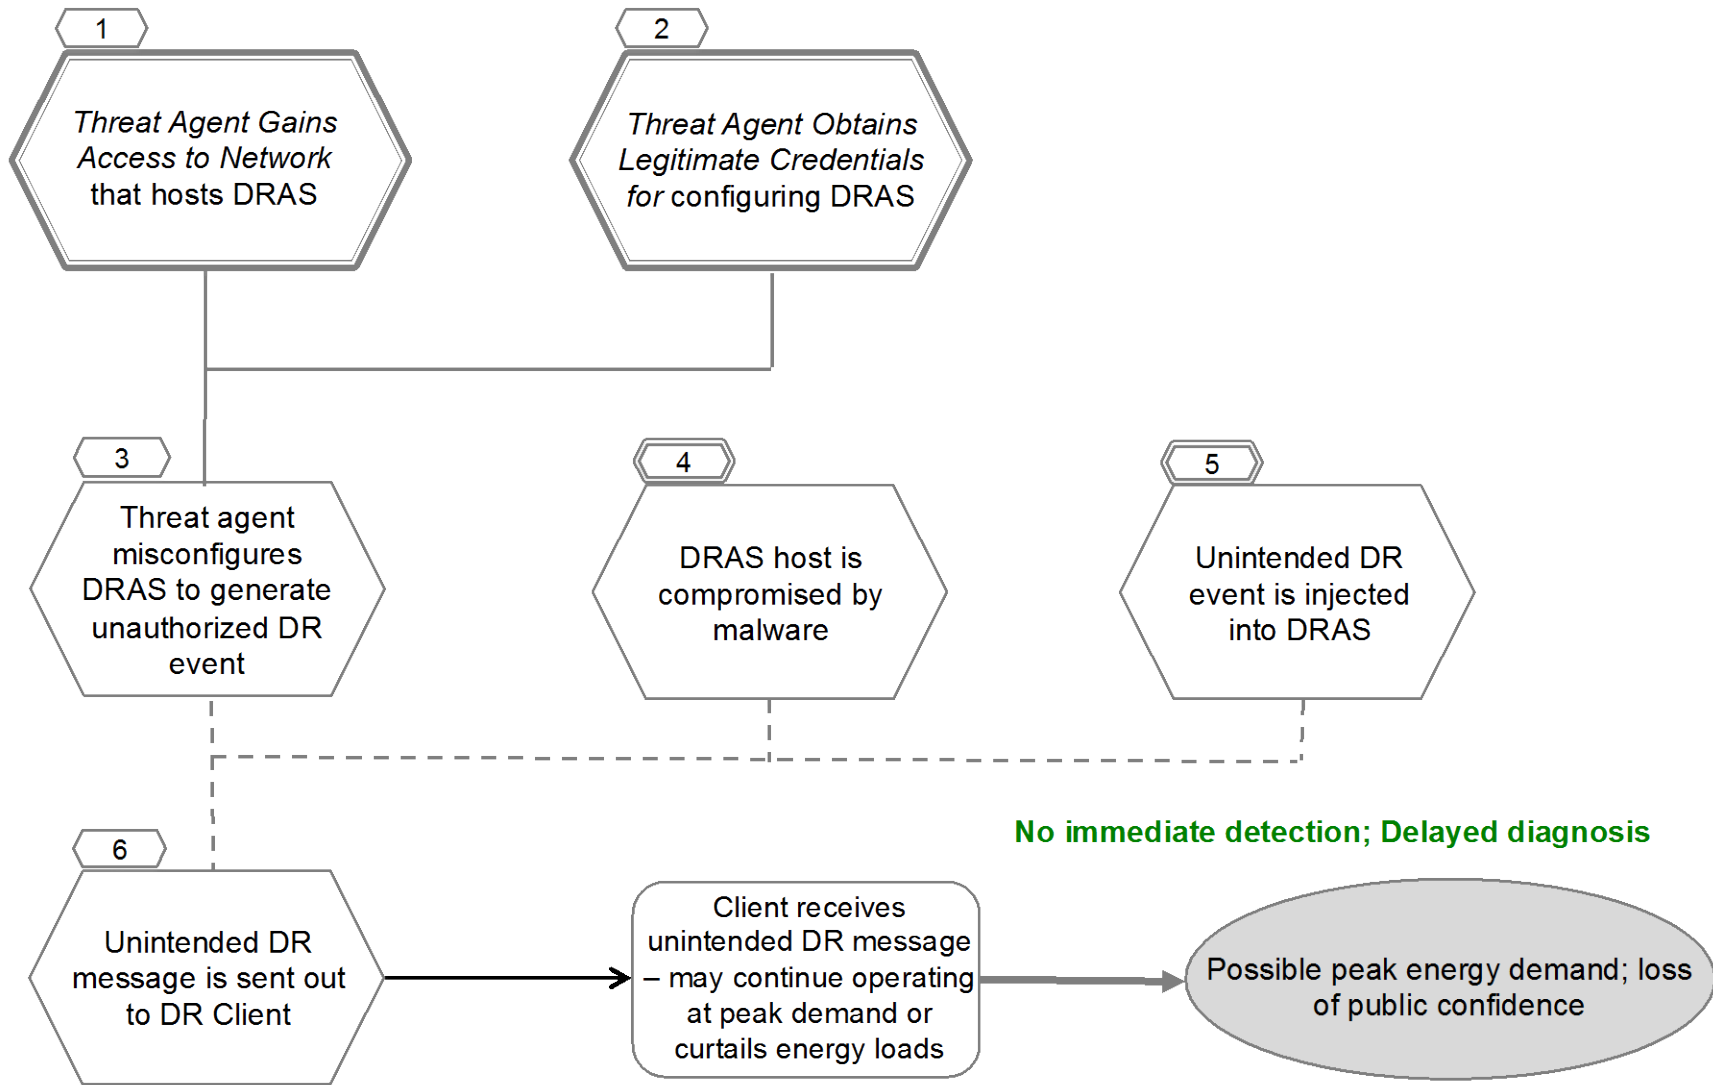 1
Threat Agent Gains
Access to Network
that hosts DRAS
2
Threat Agent Obtains
Legitimate Credentials
for configuring DRAS
3
Threat agent
misconfigures
DRAS to generate
unauthorized DR
event
4
DRAS host is
compromised by
malware
5
Unintended DR
event is injected
into DRAS
No immediate detection; Delayed diagnosis
6
Unintended DR
message is sent out
to DR Client
Client receives
unintended DR message
– may continue operating
at peak demand or
curtails energy loads
Possible peak energy demand; loss
of public confidence